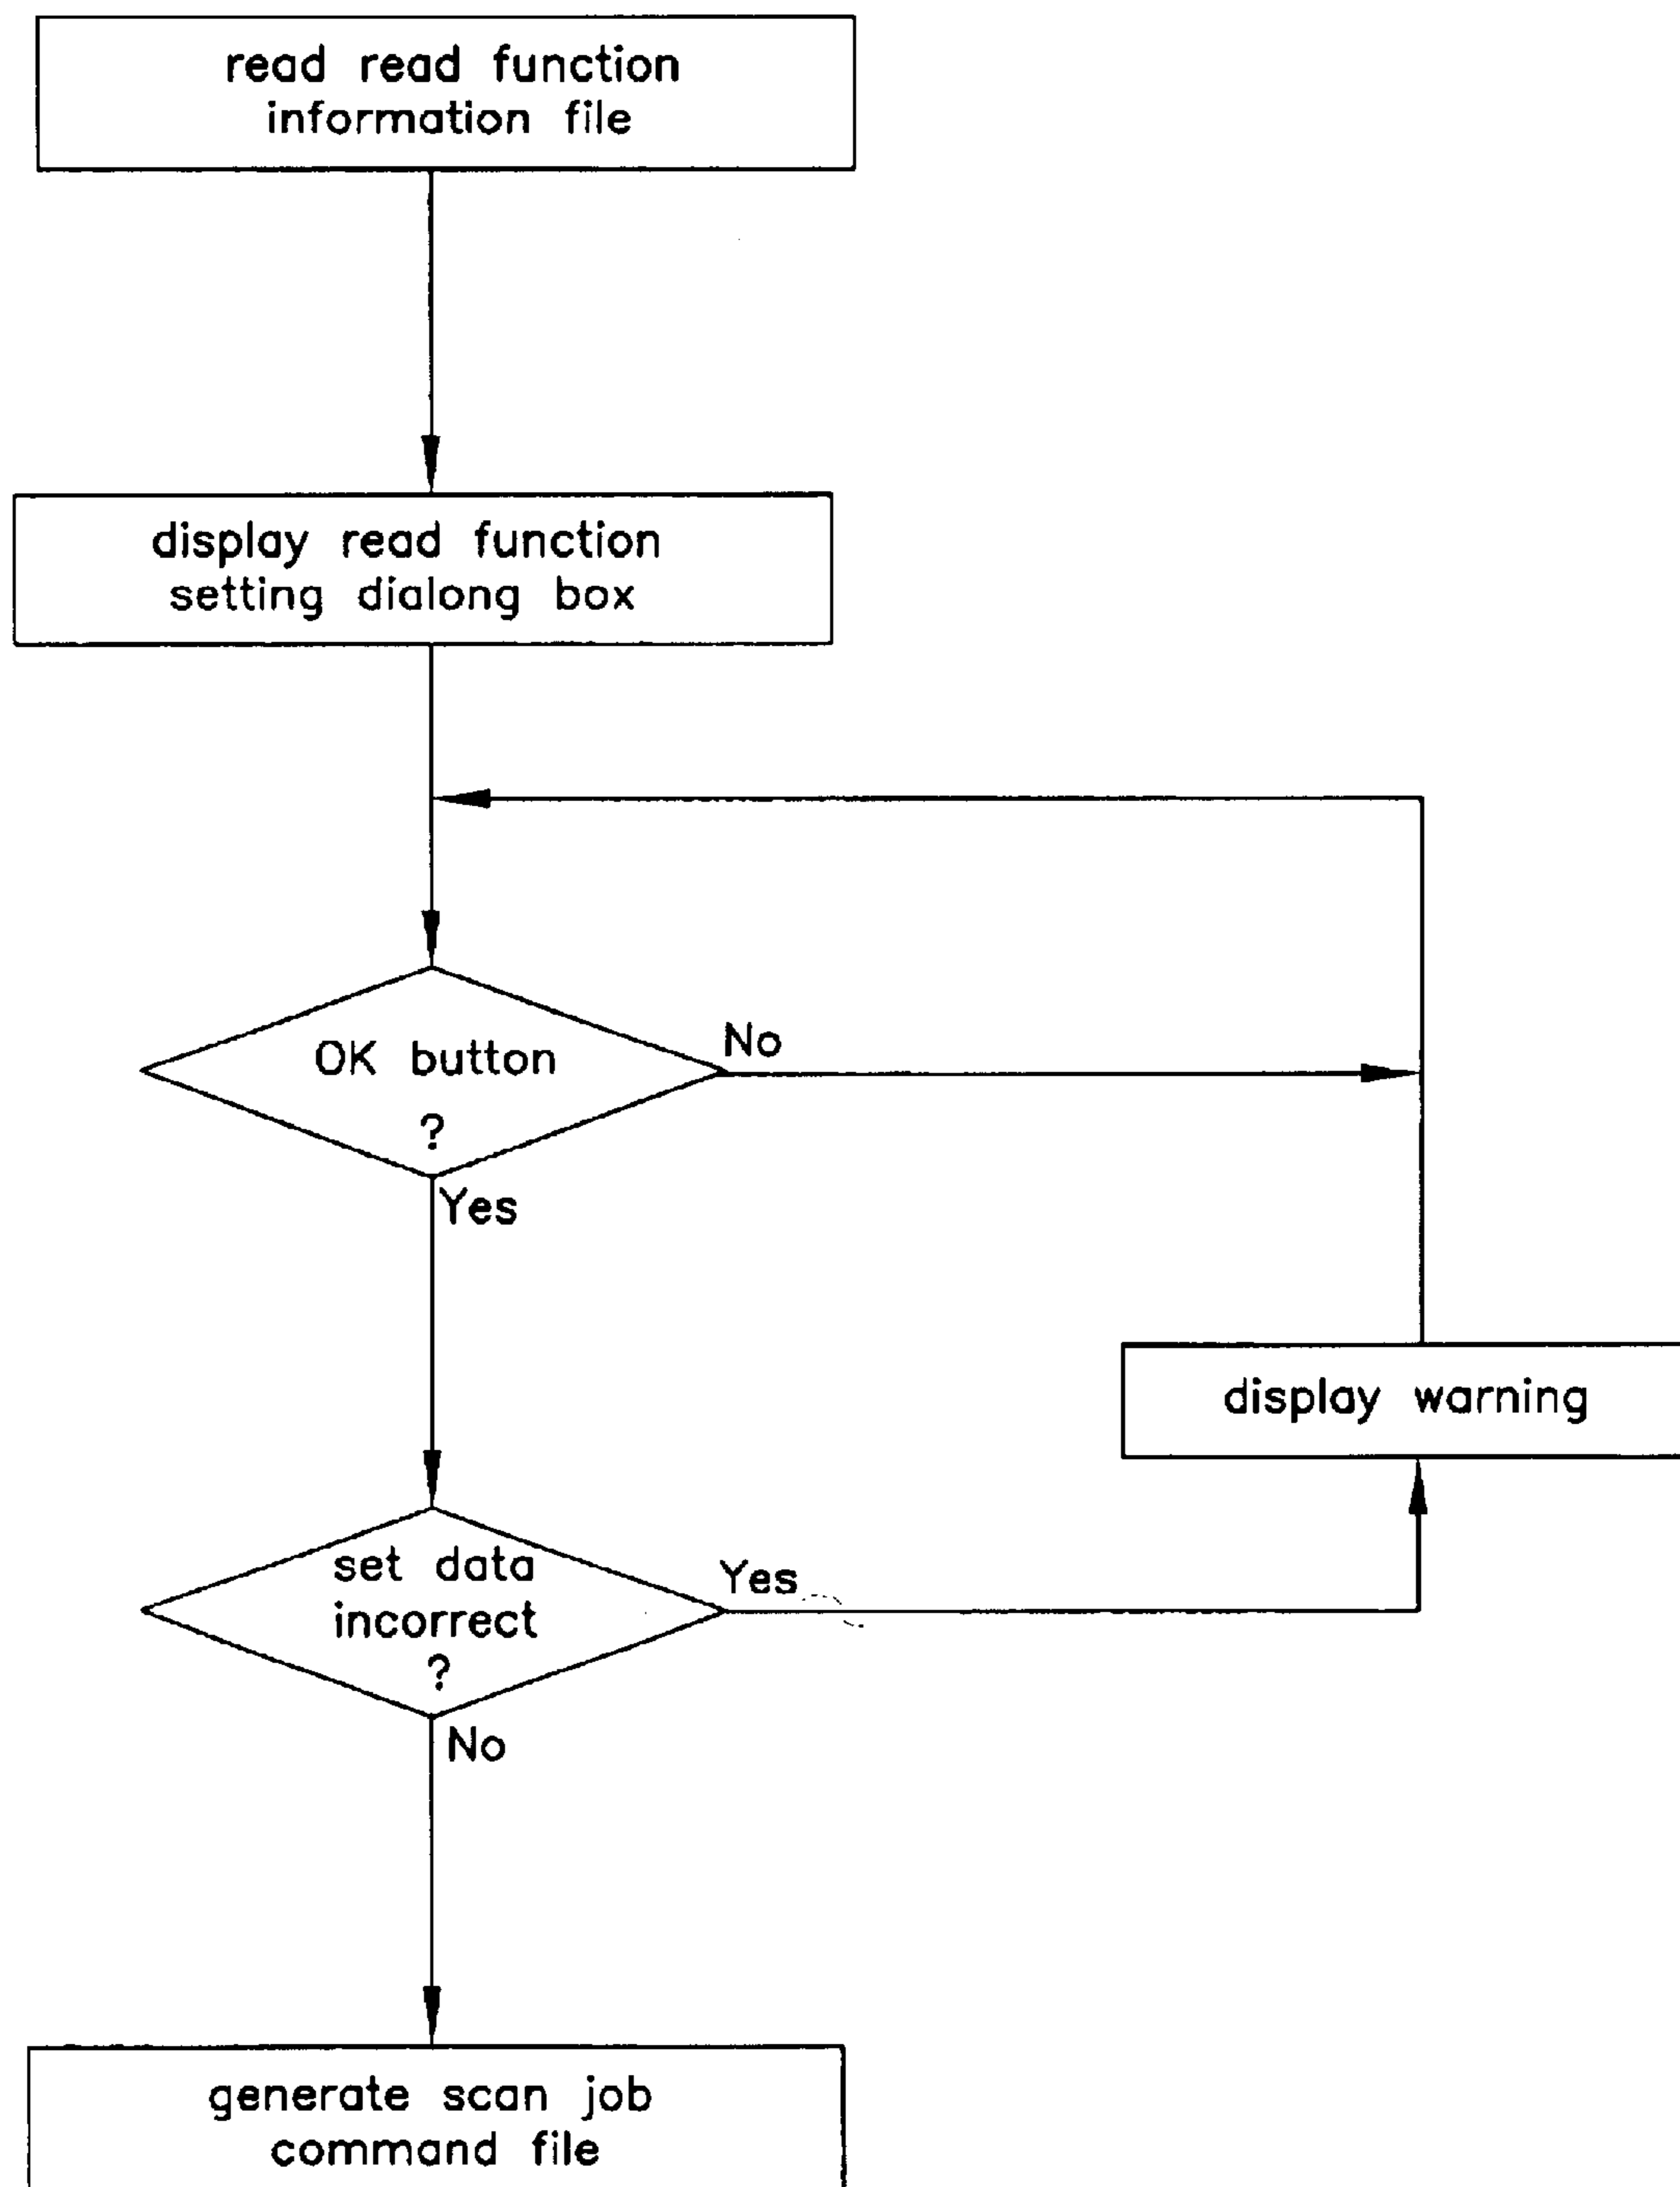 read read function
information file
display read function
setting dialong box
OK button
?
No
Yes
display warning
set data
incorrect
?
Yes
No
generate scan job
command file